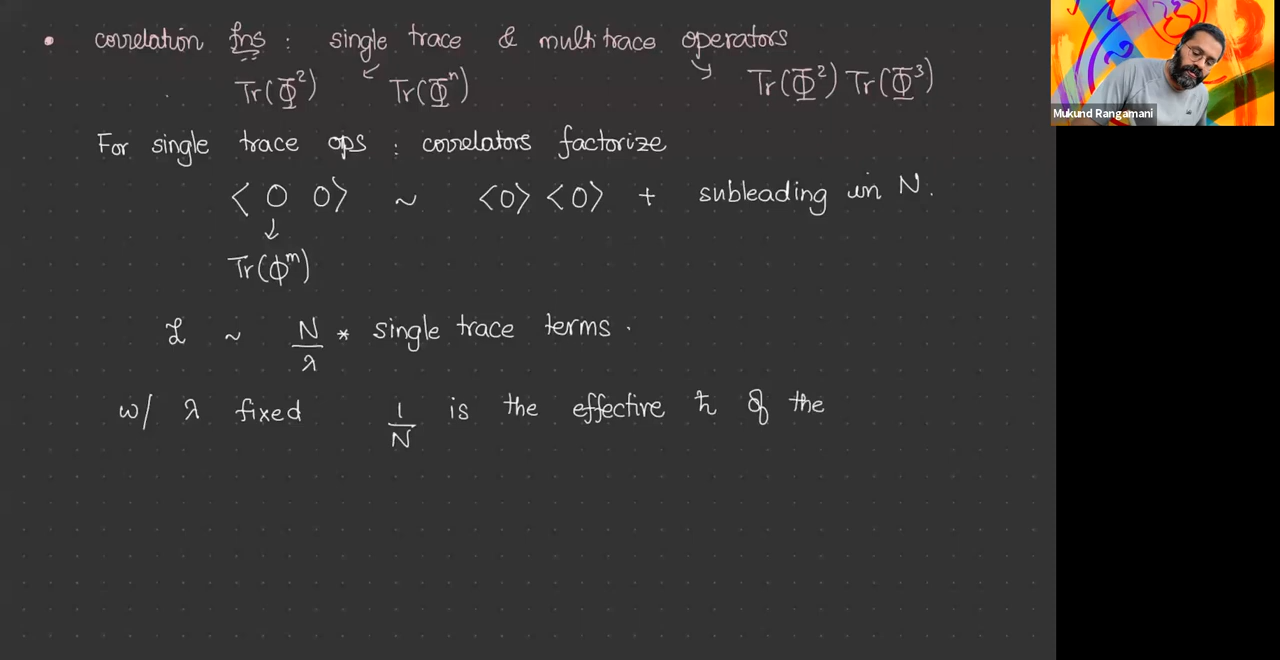 • correlation fns : single trace & multi trace operators
Tr(Φ²) Tr(Φⁿ) Tr(Φ²) Tr(Φ³)
For single trace ops : correlators factorize
⟨O O⟩ ~ ⟨O⟩ ⟨O⟩ + subleading in N.
Tr(ϕᵐ)
ℒ ~ N/λ * single trace terms.
w/ λ fixed 1/N is the effective ℏ of the
Mukund Rangamani